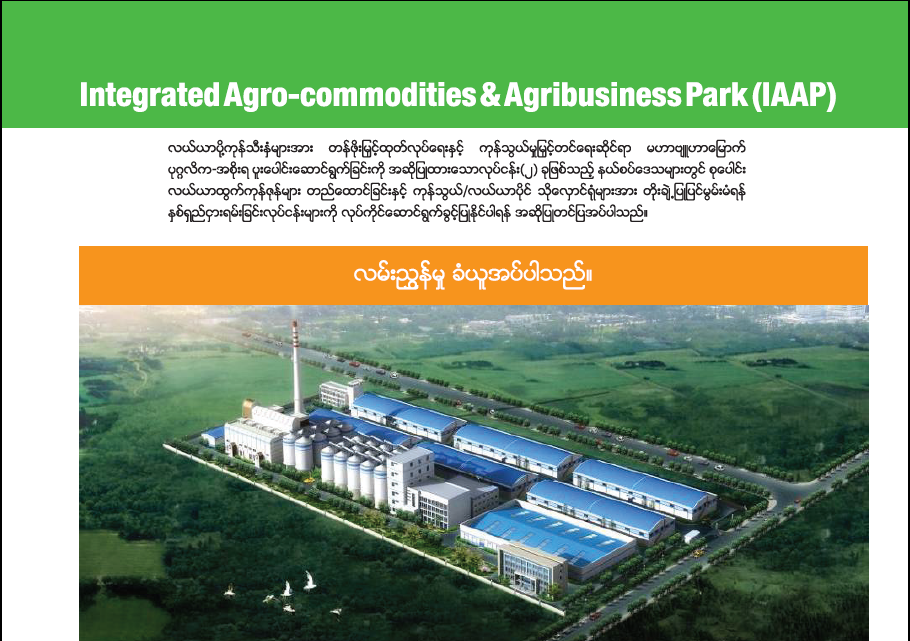 Integrated Agro-commodities & Agribusiness Park (IAAP)
လယ်ယာပို့ကုန်သီးနှံများအား တန်ဖိုးမြှင့်ထုတ်လုပ်ရေးနှင့် ကုန်သွယ်မှုမြှင့်တင်ရေးဆိုင်ရာ မဟာဗျူဟာမြောက်
ပုဂ္ဂလိက-အစိုးရ ပူးပေါင်းဆောင်ရွက်ခြင်းကို အဆိုပြုထားသောလုပ်ငန်း(၂) ခုဖြစ်သည့် နယ်စပ်ဒေသများတွင် စုပေါင်း
လယ်ယာထွက်ကုန်ဇုန်များ တည်ထောင်ခြင်းနှင့် ကုန်သွယ်/လယ်ယာပိုင် သိုလှောင်ရုံများအား တိုးချဲ့ပြုပြင်မွမ်းမံရန်
နှစ်ရှည်ငှားရမ်းခြင်းလုပ်ငန်းများကို လုပ်ကိုင်ဆောင်ရွက်ခွင့်ပြုနိုင်ပါရန် အဆိုပြုတင်ပြအပ်ပါသည်။
လမ်းညွှန်မှု ခံယူအပ်ပါသည်။